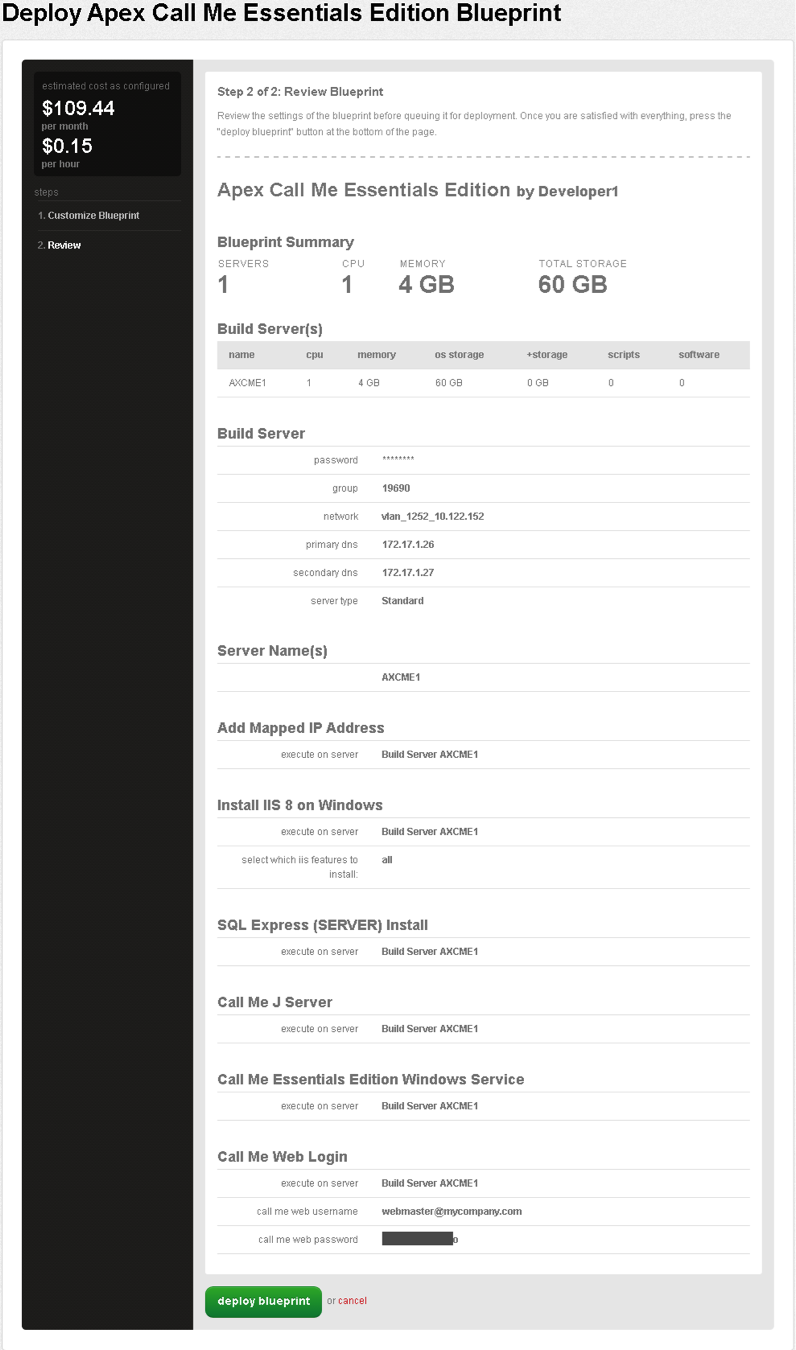 Deploy Apex Call Me Essentials Edition Blueprint
estimated cost as configured
$109.44
per month
$0.15
per hour
steps
1. Customize Blueprint
2. Review
Step 2 of 2: Review Blueprint
Review the settings of the blueprint before queuing it for deployment. Once you are satisfied with everything, press the
"deploy blueprint" button at the bottom of the page.
Apex Call Me Essentials Edition by Developer1
Blueprint Summary
SERVERS CPU MEMORY TOTAL STORAGE
1 1 4 GB 60 GB
Build Server(s)
name cpu memory os storage +storage scripts software
AXCME1 1 4 GB 60 GB 0 GB 0 0
Build Server
password ********
group 19690
network vlan_1252_10.122.152
primary dns 172.17.1.26
secondary dns 172.17.1.27
server type Standard
Server Name(s)
AXCME1
Add Mapped IP Address
execute on server Build Server AXCME1
Install IIS 8 on Windows
execute on server Build Server AXCME1
select which iis features to all
install:
SQL Express (SERVER) Install
execute on server Build Server AXCME1
Call Me J Server
execute on server Build Server AXCME1
Call Me Essentials Edition Windows Service
execute on server Build Server AXCME1
Call Me Web Login
execute on server Build Server AXCME1
call me web username webmaster@mycompany.com
call me web password
deploy blueprint or cancel